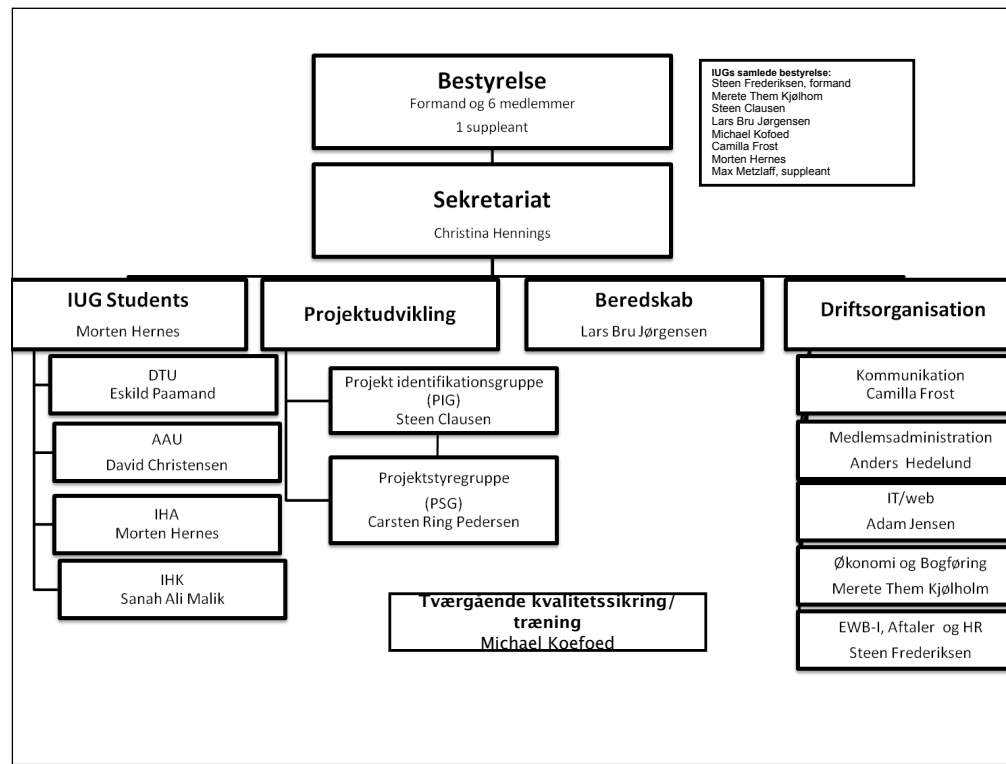 Bestyrelse
Formand og 6 medlemmer
1 suppleant
IUGs samlede bestyrelse:
Steen Frederiksen, formand
Merete Them Kjølhom
Steen Clausen
Lars Bru Jørgensen
Michael Kofoed
Camilla Frost
Morten Hernes
Max Metzlaff, suppleant
Sekretariat
Christina Hennings
IUG Students
Morten Hernes
DTU
Eskild Paamand
AAU
David Christensen
IHA
Morten Hernes
IHK
Sanah Ali Malik
Projektudvikling
Projekt identifikationsgruppe
(PIG)
Steen Clausen
Projektstyregruppe
(PSG)
Carsten Ring Pedersen
Beredskab
Lars Bru Jørgensen
Driftsorganisation
Kommunikation
Camilla Frost
Medlemsadministration
Anders Hedelund
IT/web
Adam Jensen
Økonomi og Bogføring
Merete Them Kjølholm
EWB-I, Aftaler og HR
Steen Frederiksen
Tværgående kvalitetssikring/
træning
Michael Koefoed